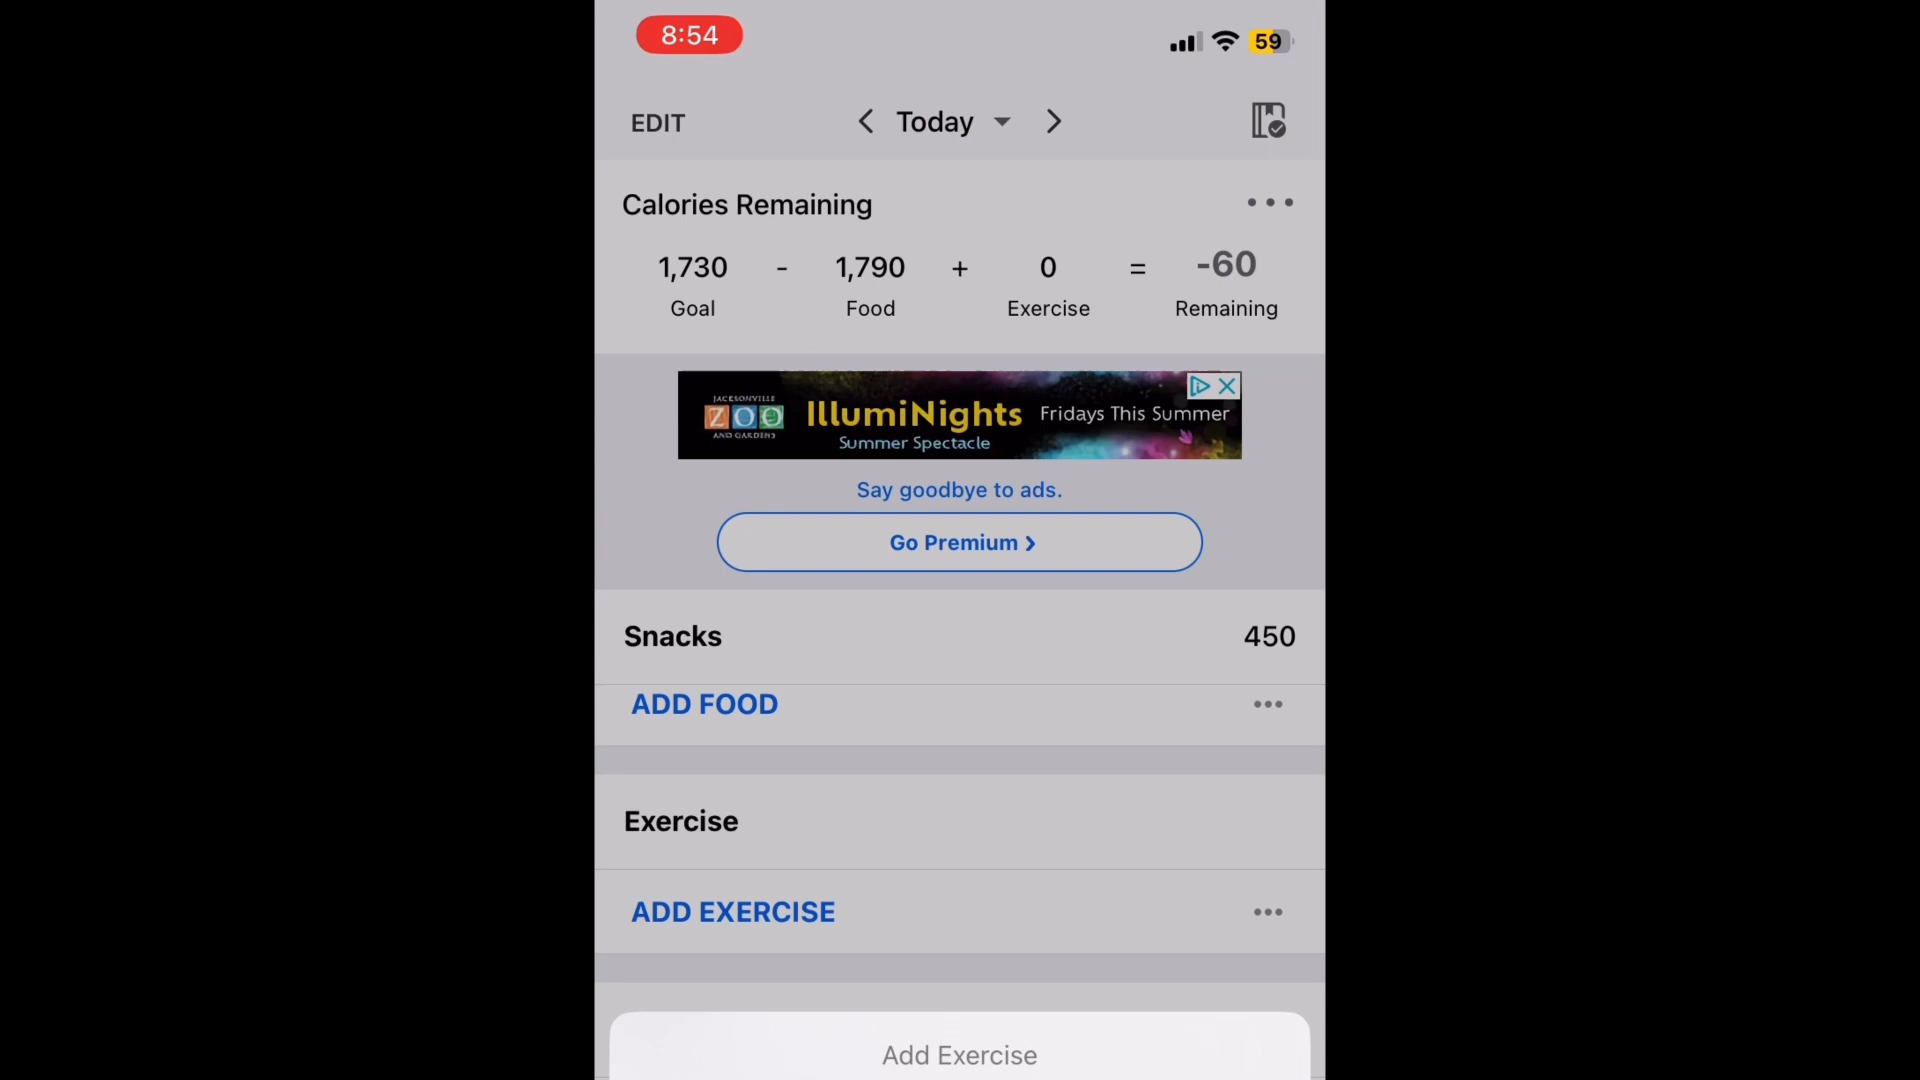 8:54
59
EDIT
Today
Calories Remaining
1,730 - 1,790 + 0 = -60
Goal Food Exercise Remaining
JACKSONVILLE
ZOO
AND GARDENS
IllumiNights
Summer Spectacle
Fridays This Summer
Say goodbye to ads.
Go Premium >
Snacks 450
ADD FOOD
Exercise
ADD EXERCISE
Add Exercise